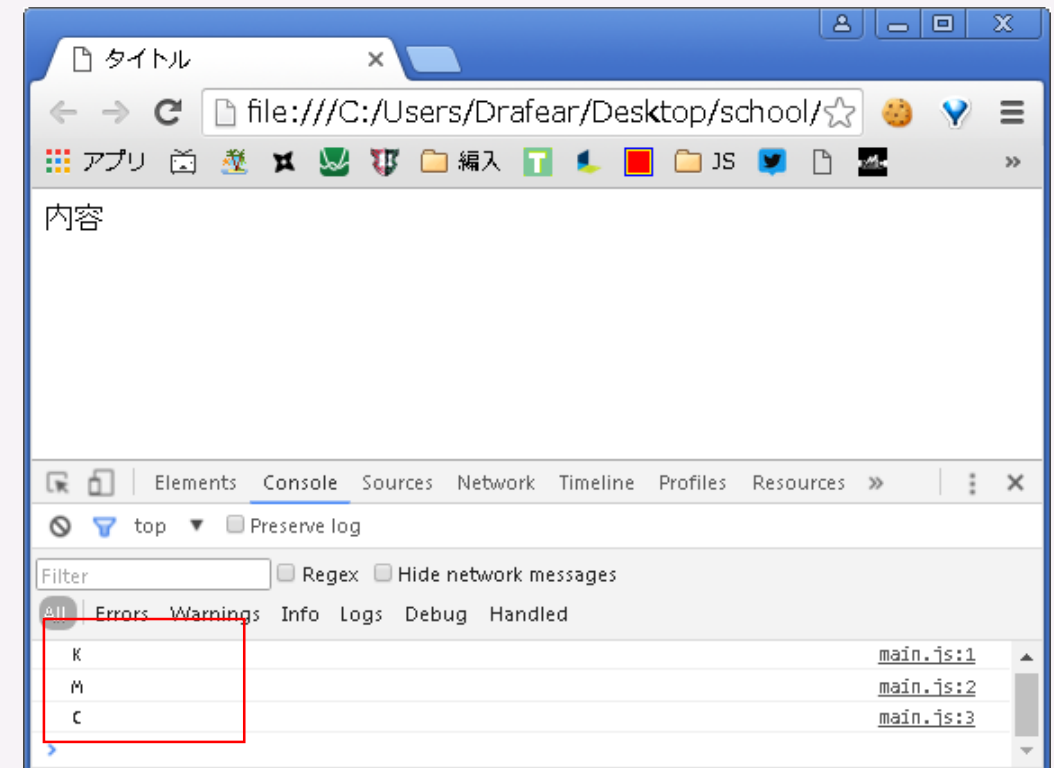 タイトル
file:///C:/Users/Drafear/Desktop/school/
アプリ 編入 T JS
内容
Elements Console Sources Network Timeline Profiles Resources »
top ▼ Preserve log
Filter Regex Hide network messages
All Errors Warnings Info Logs Debug Handled
K main.js:1
M main.js:2
C main.js:3